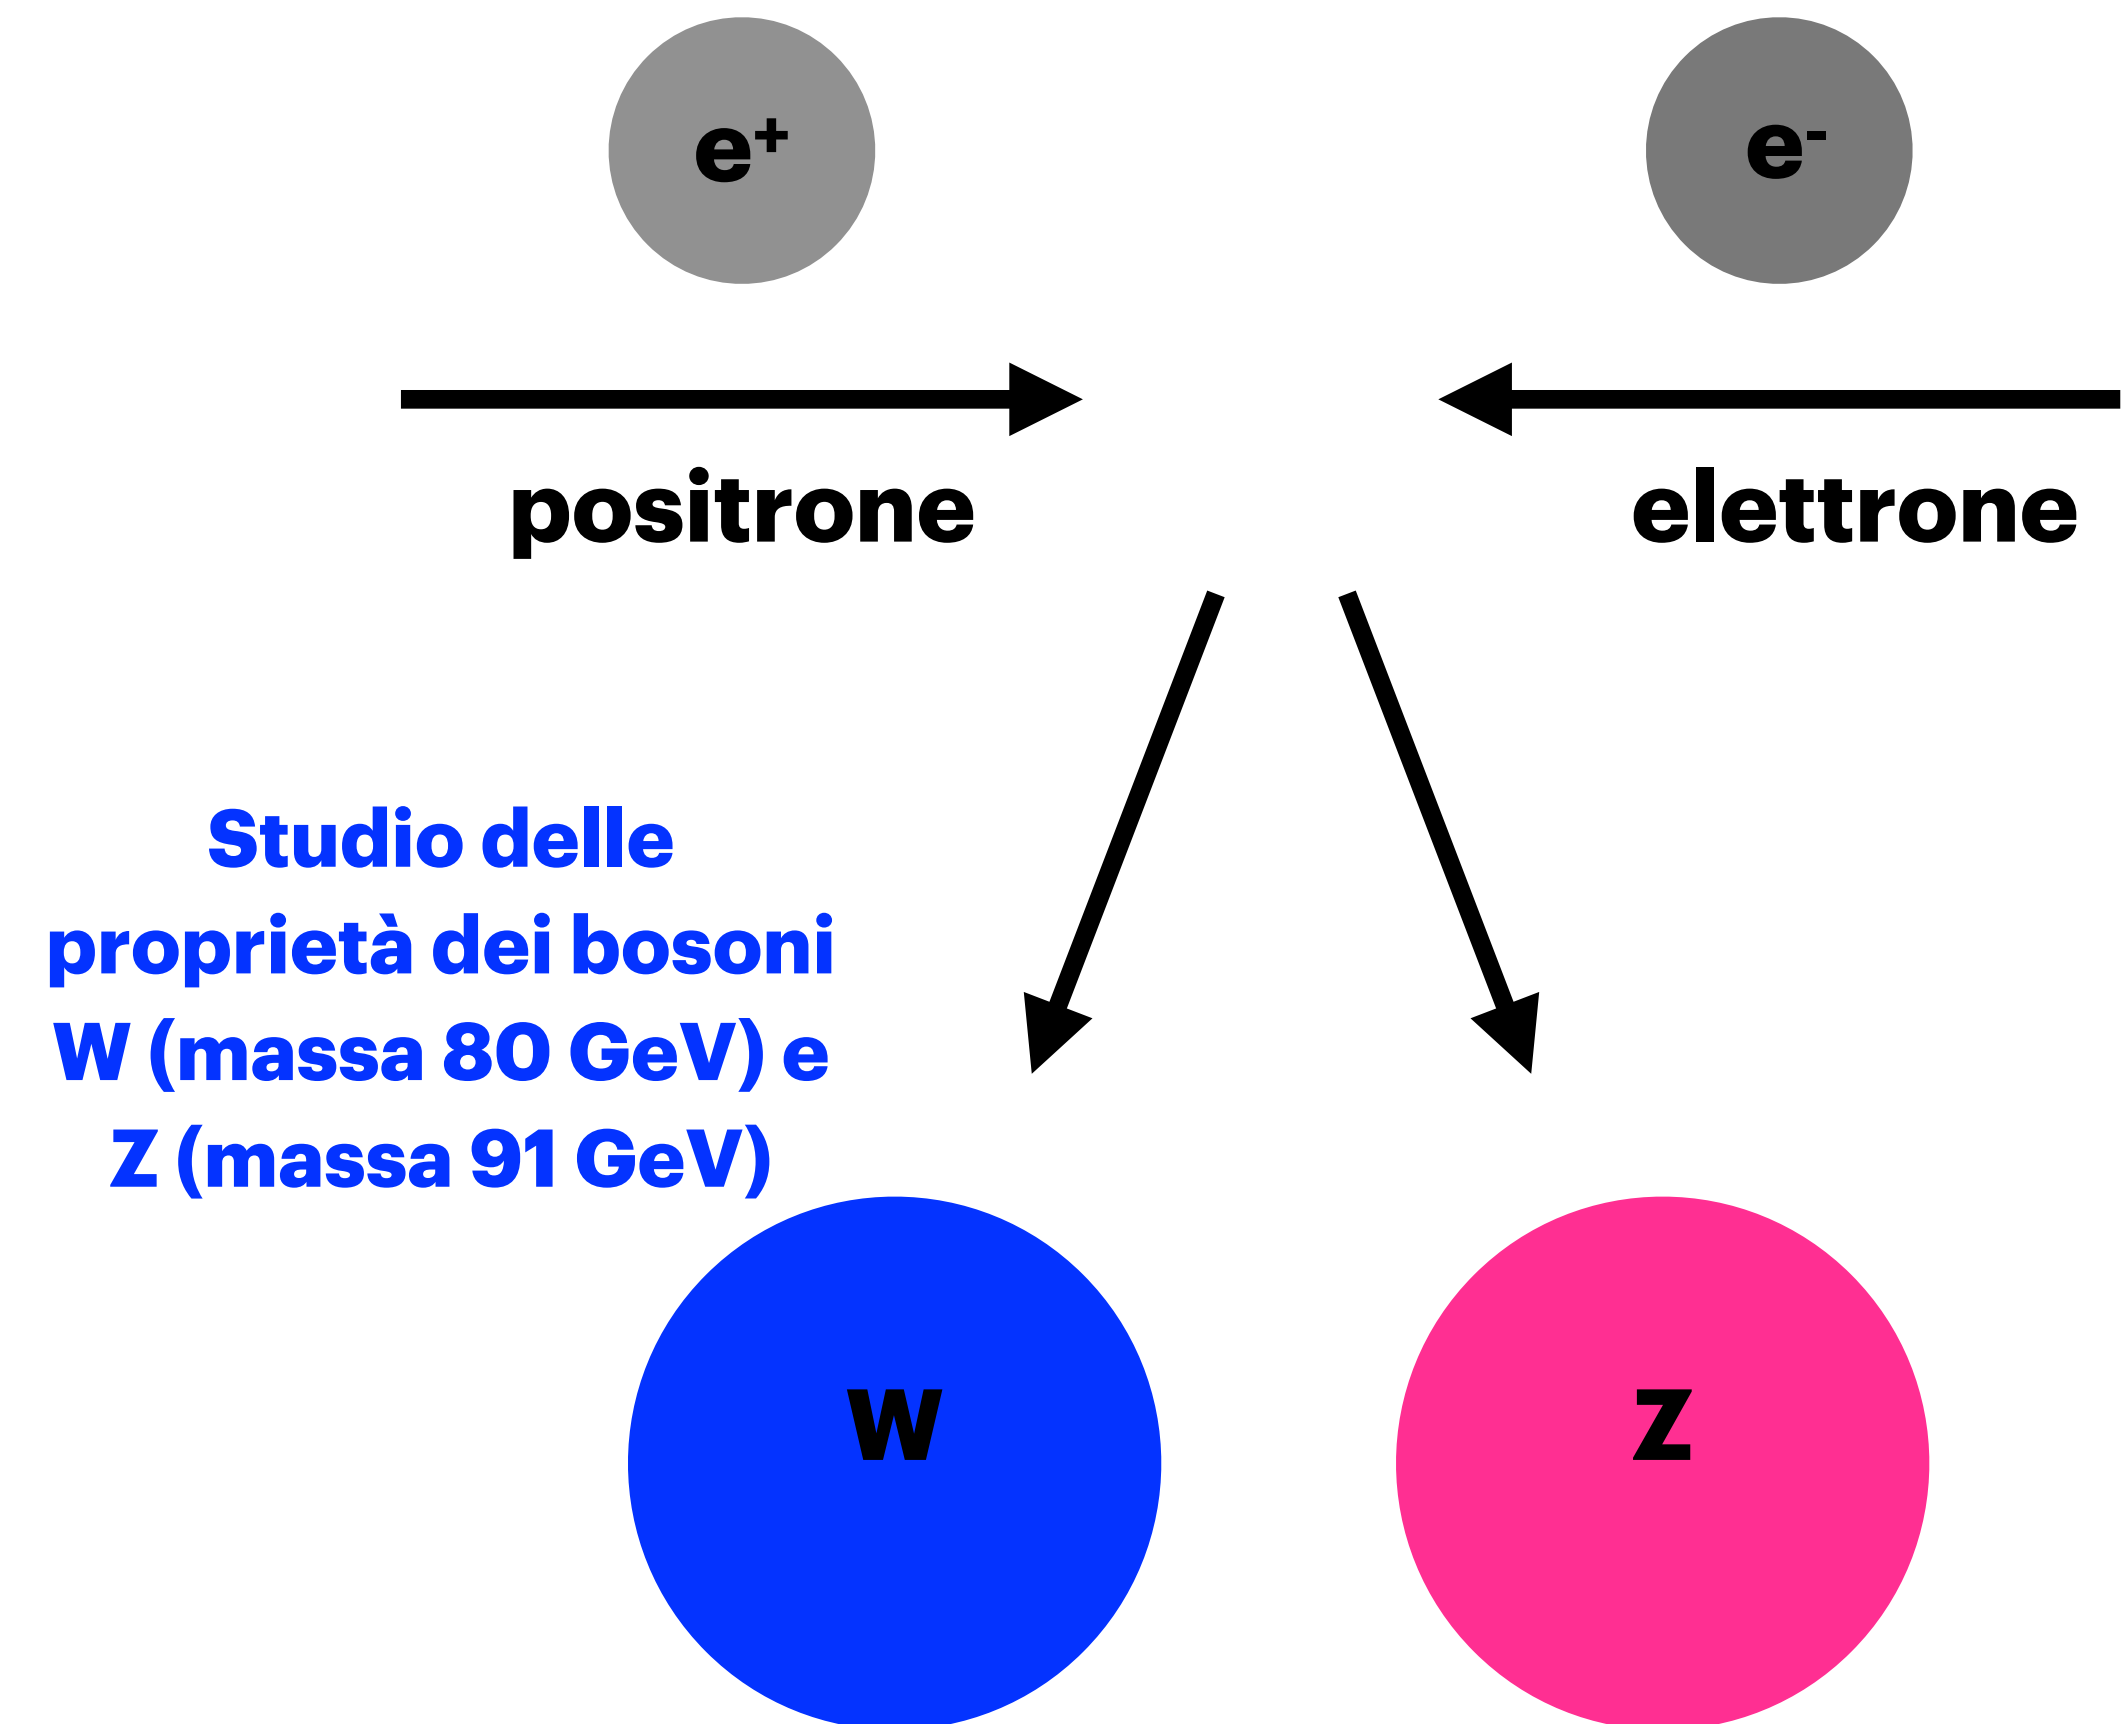 e+ e-
positrone elettrone
Studio delle
proprietà dei bosoni
W (massa 80 GeV) e
Z (massa 91 GeV)
W Z